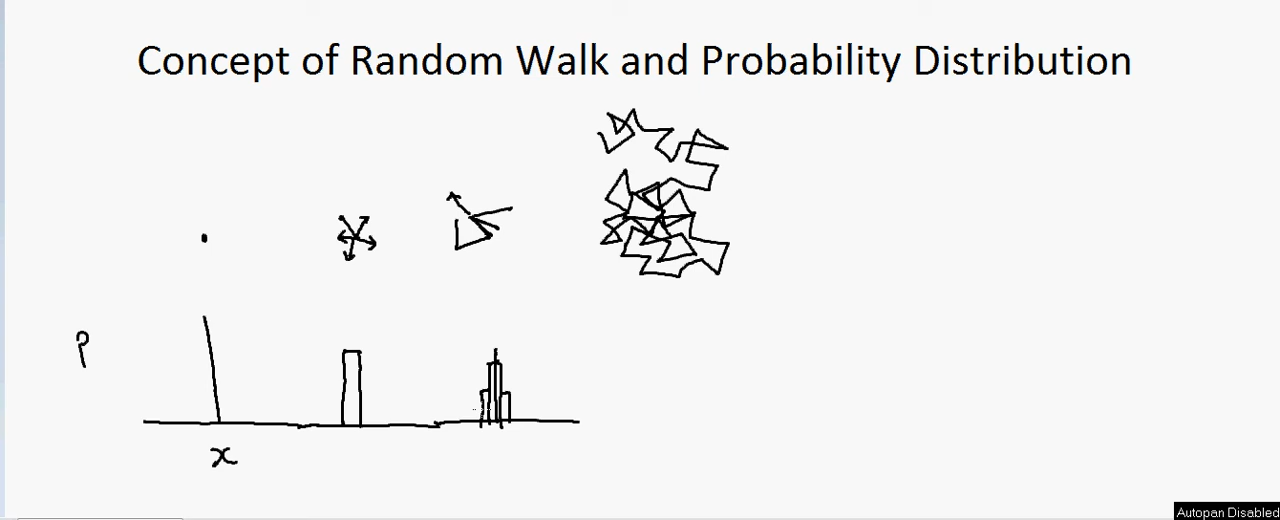 Concept of Random Walk and Probability Distribution
P
x
Autopan Disabled